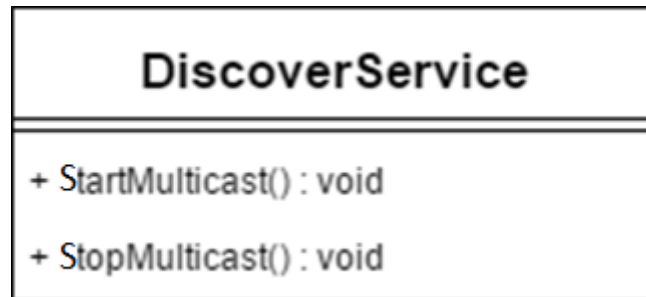 DiscoverService
+ StartMulticast() : void
+ StopMulticast() : void